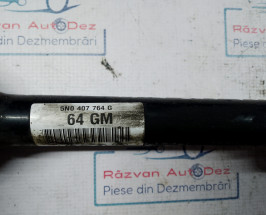 Răzvan AutoDez
Piese din Dezmembrări
5N0 407 764 G
64 GM
Răzvan AutoDez
Piese din Dezmembrări